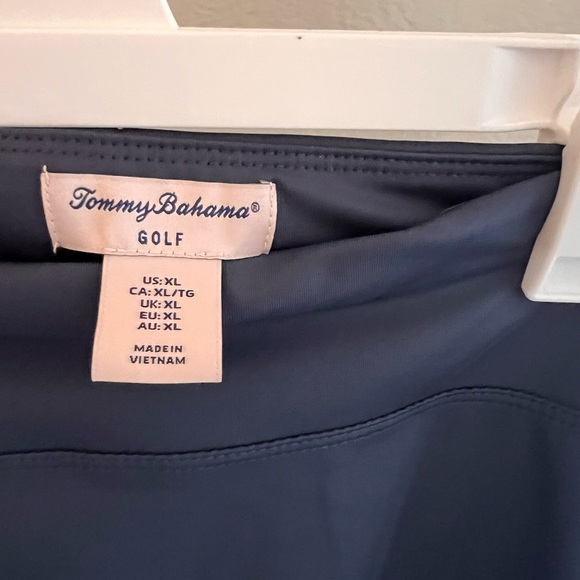 Tommy Bahama®
GOLF
US: XL
CA: XL/TG
UK: XL
EU: XL
AU: XL
MADE IN
VIETNAM